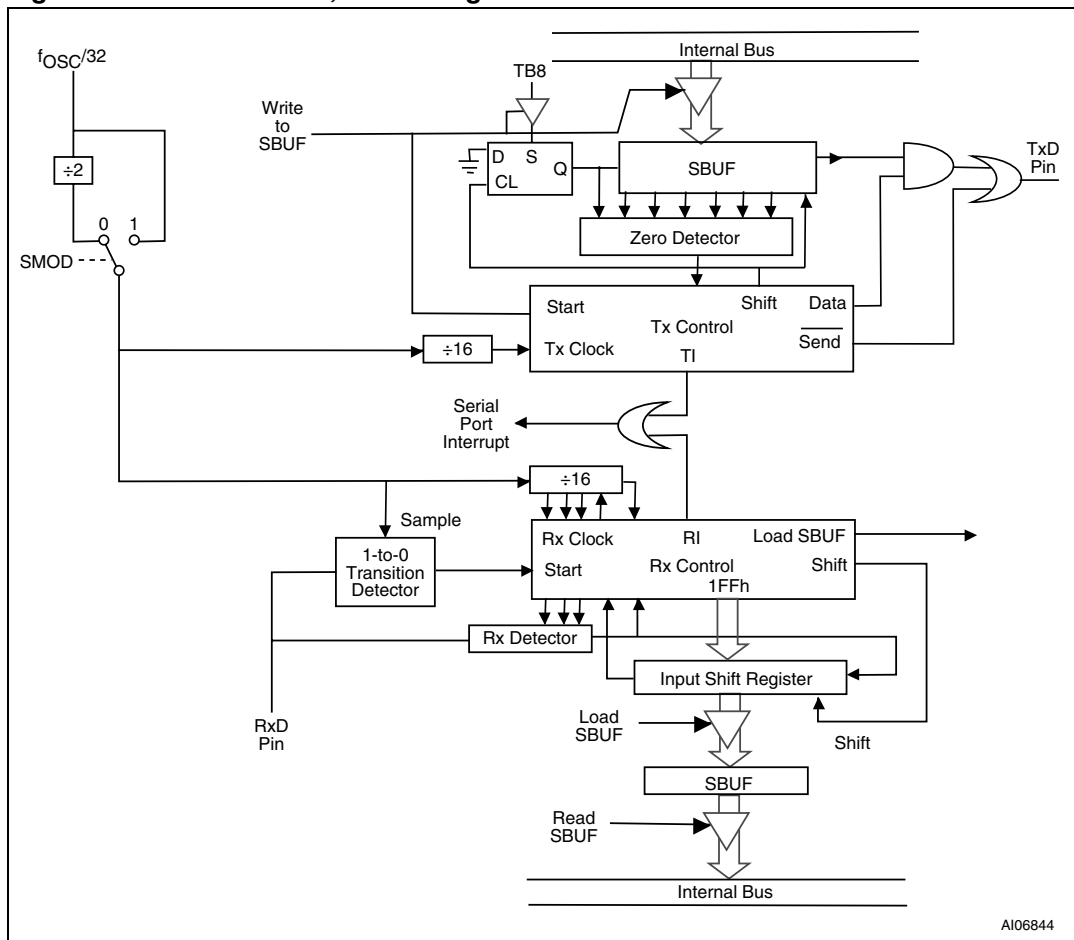 fOSC/32
Internal Bus
TB8
Write
to
SBUF
÷2
D S
Q
CL
SBUF
TxD
Pin
0 1
SMOD
Zero Detector
Start
Shift
Data
Tx Control
Send
Tx Clock
TI
÷16
Serial
Port
Interrupt
÷16
Sample
1-to-0
Transition
Detector
Rx Clock
RI
Load SBUF
Start
Rx Control
Shift
1FFh
Rx Detector
Input Shift Register
RxD
Pin
Load
SBUF
Shift
SBUF
Read
SBUF
Internal Bus
AI06844